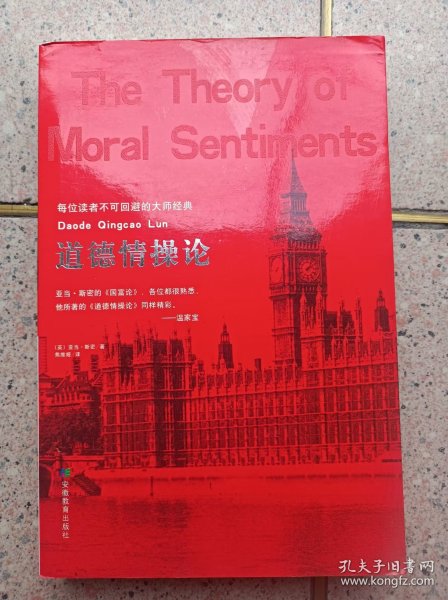 The Theory of
Moral Sentiments
每位读者不可回避的大师经典
Daode Qingcao Lun
道德情操论
亚当·斯密的《国富论》，各位都很熟悉，
他所著的《道德情操论》同样精彩。
——温家宝
[英] 亚当·斯密 著
焦维娅 译
安徽教育出版社
孔夫子旧书网
www.kongfz.com